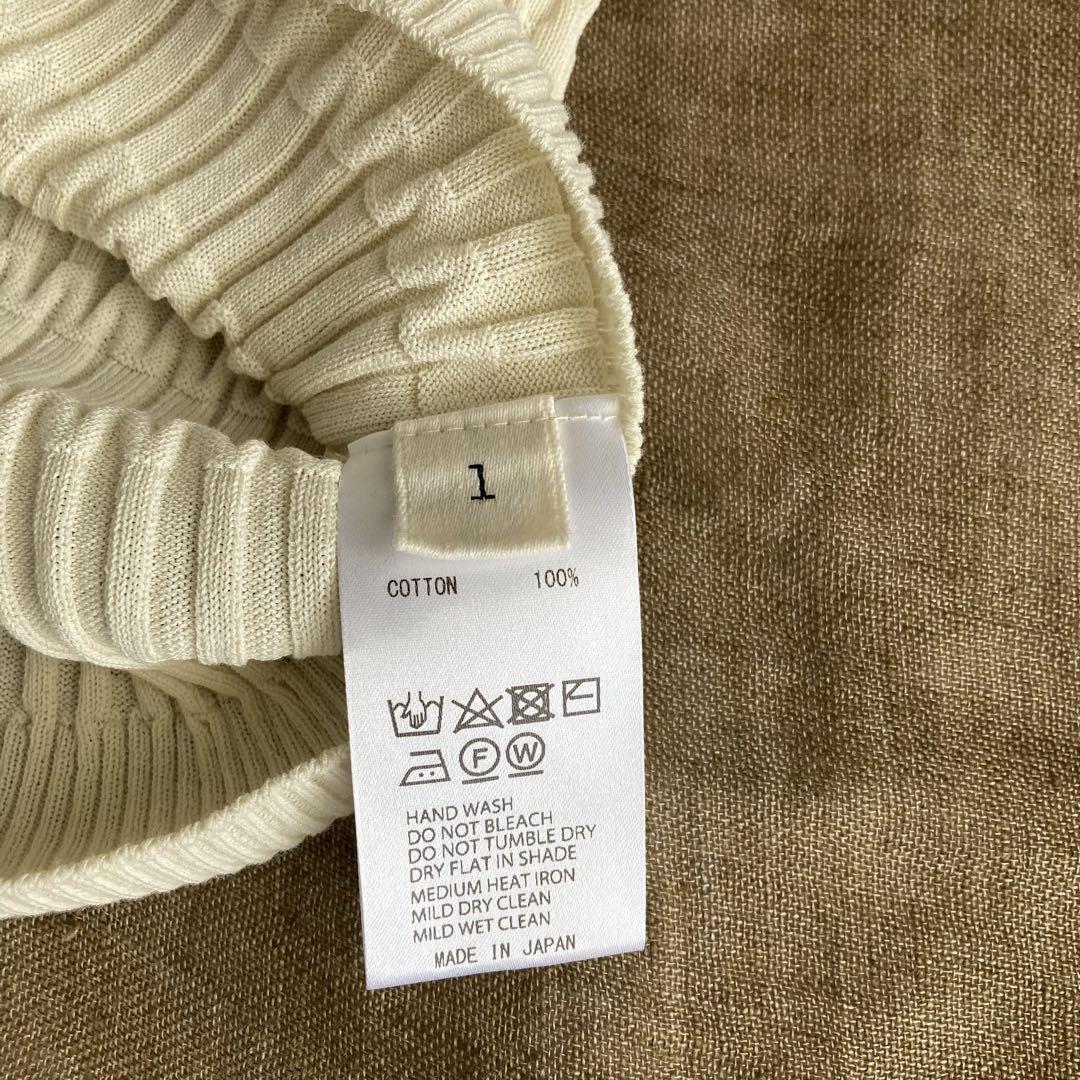 1
COTTON 100%
F W
HAND WASH
DO NOT BLEACH
DO NOT TUMBLE DRY
DRY FLAT IN SHADE
MEDIUM HEAT IRON
MILD DRY CLEAN
MILD WET CLEAN
MADE IN JAPAN